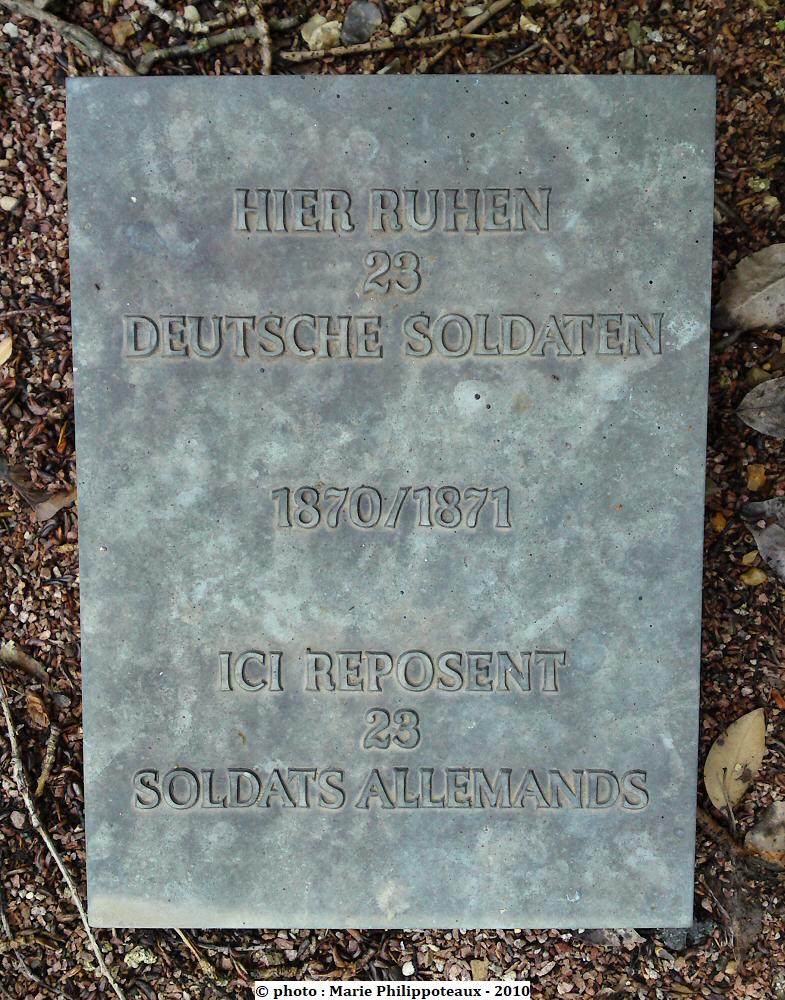 HIER RUHEN
23
DEUTSCHE SOLDATEN
1870/1871
ICI REPOSENT
23
SOLDATS ALLEMANDS
© photo : Marie Philippoteaux - 2010